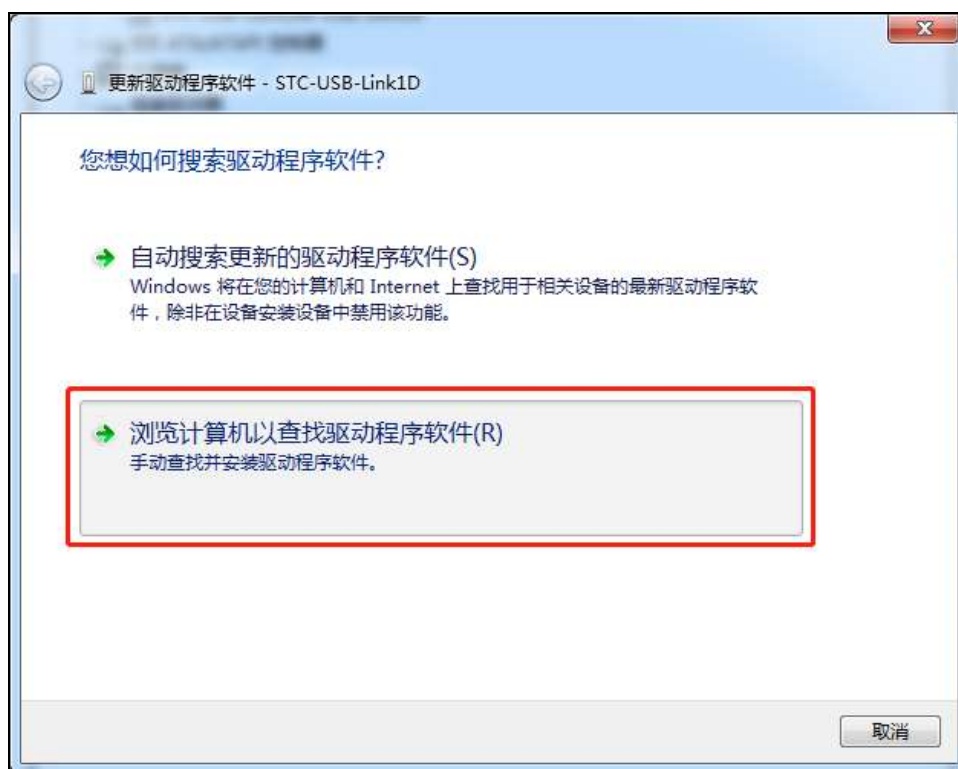 更新驱动程序软件 - STC-USB-Link1D
您想如何搜索驱动程序软件?
自动搜索更新的驱动程序软件(S)
Windows 将在您的计算机和 Internet 上查找用于相关设备的最新驱动程序软
件，除非在设备安装设备中禁用该功能。
浏览计算机以查找驱动程序软件(R)
手动查找并安装驱动程序软件。
取消